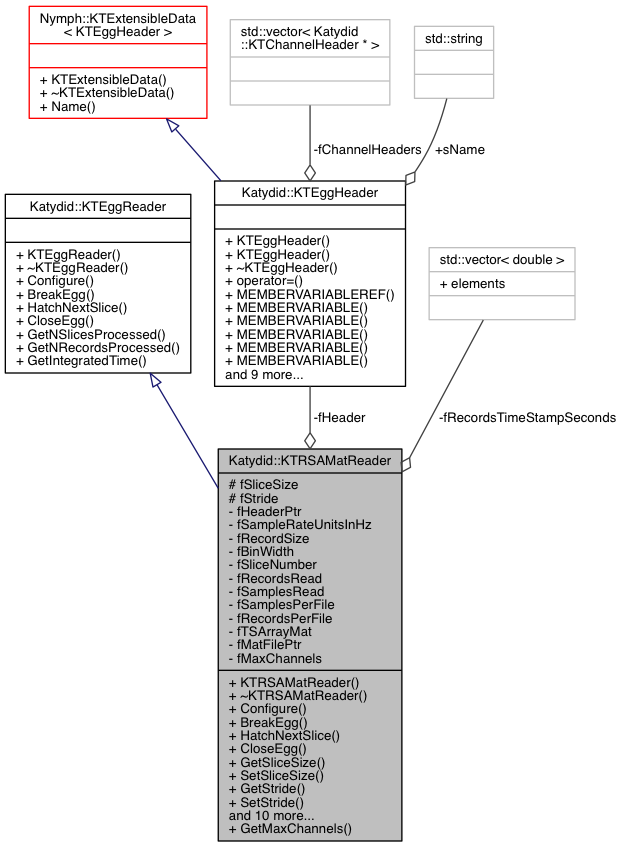 Nymph::KTExtensibleData
< KTEggHeader >
+ KTExtensibleData()
+ ~KTExtensibleData()
+ Name()
std::vector< Katydid
::KTChannelHeader * >
std::string
-fChannelHeaders
+sName
Katydid::KTEggReader
+ KTEggReader()
+ ~KTEggReader()
+ Configure()
+ BreakEgg()
+ HatchNextSlice()
+ CloseEgg()
+ GetNSlicesProcessed()
+ GetNRecordsProcessed()
+ GetIntegratedTime()
Katydid::KTEggHeader
+ KTEggHeader()
+ KTEggHeader()
+ ~KTEggHeader()
+ operator=()
+ MEMBERVARIABLEREF()
+ MEMBERVARIABLE()
+ MEMBERVARIABLE()
+ MEMBERVARIABLE()
+ MEMBERVARIABLE()
+ MEMBERVARIABLE()
and 9 more...
std::vector< double >
+ elements
-fHeader
-fRecordsTimeStampSeconds
Katydid::KTRSAMatReader
# fSliceSize
# fStride
- fHeaderPtr
- fSampleRateUnitsInHz
- fRecordSize
- fBinWidth
- fSliceNumber
- fRecordsRead
- fSamplesRead
- fSamplesPerFile
- fRecordsPerFile
- fTSArrayMat
- fMatFilePtr
- fMaxChannels
+ KTRSAMatReader()
+ ~KTRSAMatReader()
+ Configure()
+ BreakEgg()
+ HatchNextSlice()
+ CloseEgg()
+ GetSliceSize()
+ SetSliceSize()
+ GetStride()
+ SetStride()
and 10 more...
+ GetMaxChannels()